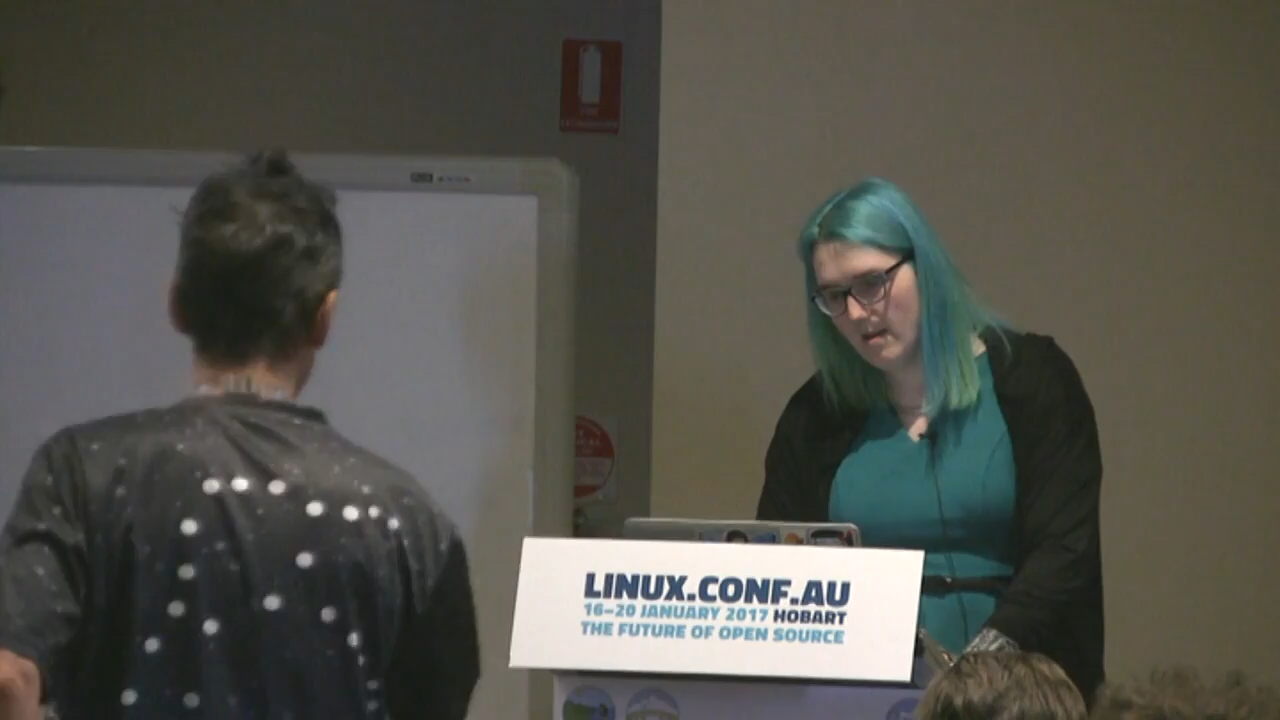 LINUX.CONF.AU
16–20 JANUARY 2017 HOBART
THE FUTURE OF OPEN SOURCE